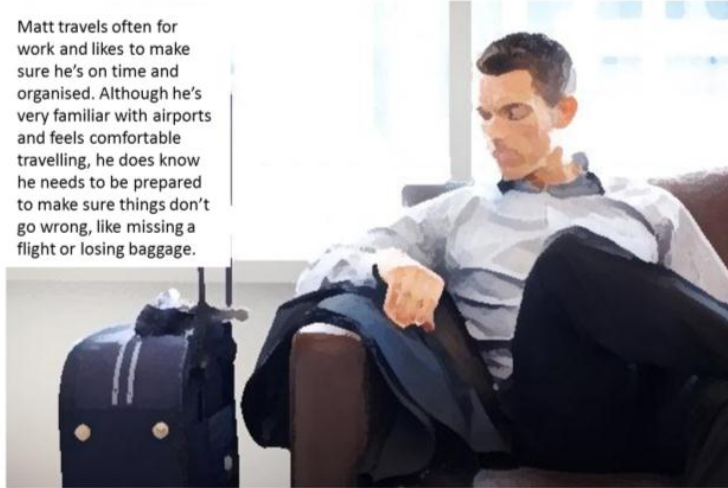 Matt travels often for
work and likes to make
sure he's on time and
organised. Although he's
very familiar with airports
and feels comfortable
travelling, he does know
he needs to be prepared
to make sure things don't
go wrong, like missing a
flight or losing baggage.